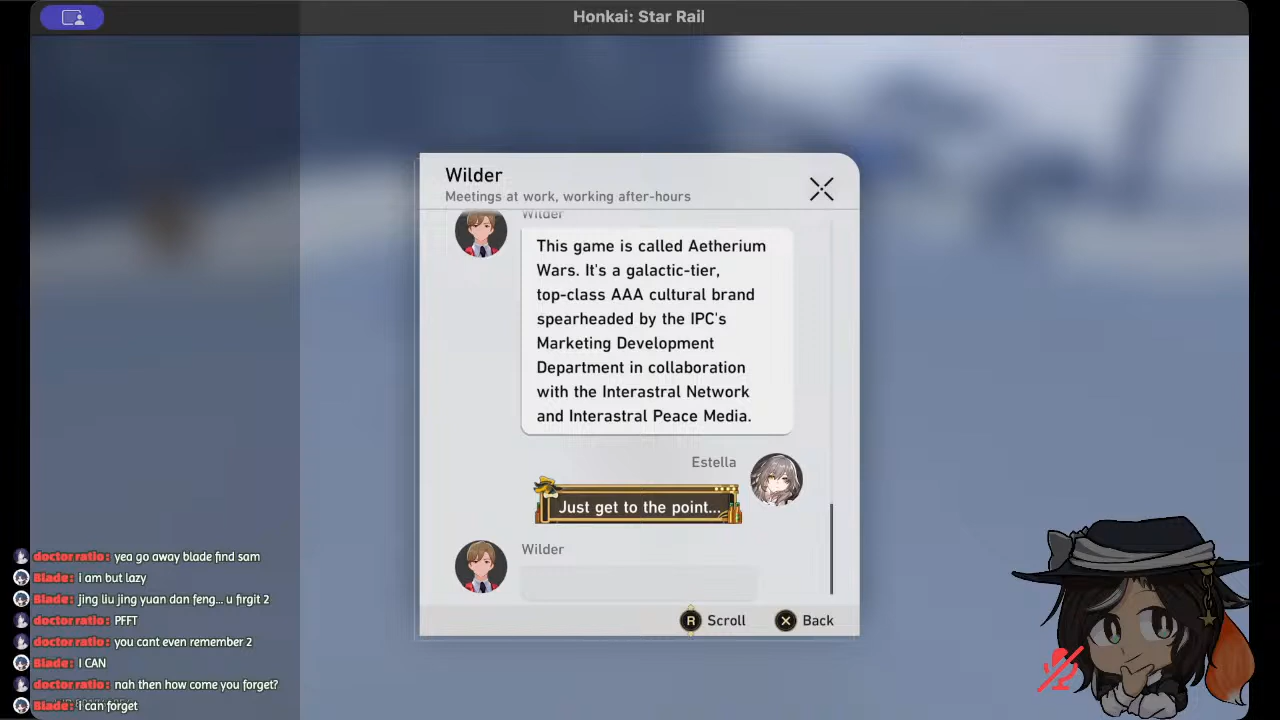 Honkai: Star Rail
Wilder
Meetings at work, working after-hours
Wilder
This game is called Aetherium
Wars. It's a galactic-tier,
top-class AAA cultural brand
spearheaded by the IPC's
Marketing Development
Department in collaboration
with the Interastral Network
and Interastral Peace Media.
Estella
Just get to the point...
Wilder
R Scroll
X Back
doctor ratio: yea go away blade find sam
Blade: i am but lazy
Blade: jing liu jing yuan dan feng... u firgit 2
doctor ratio: PFFT
doctor ratio: you cant even remember 2
Blade: I CAN
doctor ratio: nah then how come you forget?
Blade: i can forget